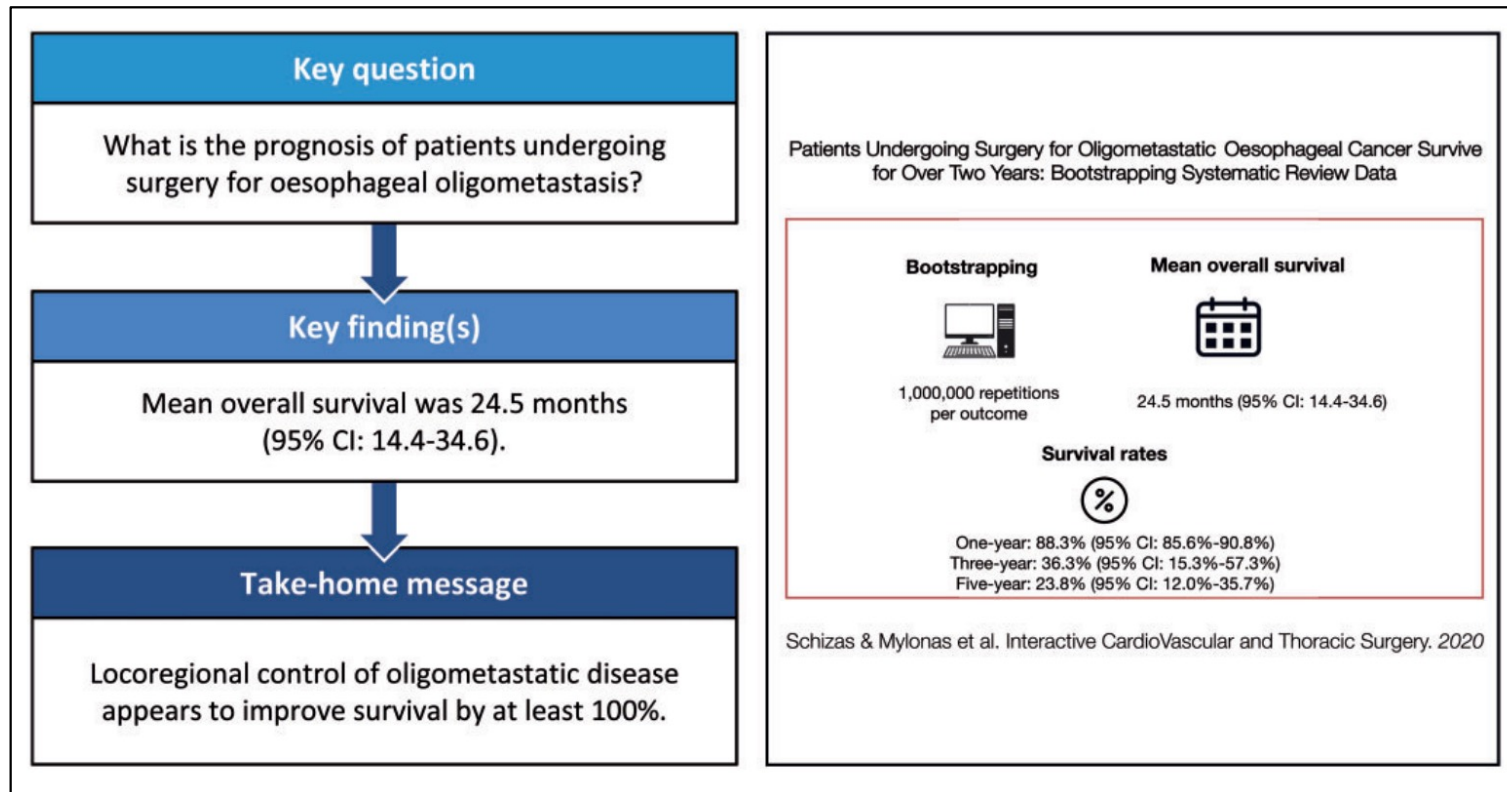 Key question
What is the prognosis of patients undergoing
surgery for oesophageal oligometastasis?
Key finding(s)
Mean overall survival was 24.5 months
(95% CI: 14.4-34.6).
Take-home message
Locoregional control of oligometastatic disease
appears to improve survival by at least 100%.
Patients Undergoing Surgery for Oligometastatic Oesophageal Cancer Survive
for Over Two Years: Bootstrapping Systematic Review Data
Bootstrapping
1,000,000 repetitions
per outcome
Mean overall survival
24.5 months (95% CI: 14.4-34.6)
Survival rates
%
One-year: 88.3% (95% CI: 85.6%-90.8%)
Three-year: 36.3% (95% CI: 15.3%-57.3%)
Five-year: 23.8% (95% CI: 12.0%-35.7%)
Schizas & Mylonas et al. Interactive CardioVascular and Thoracic Surgery. 2020